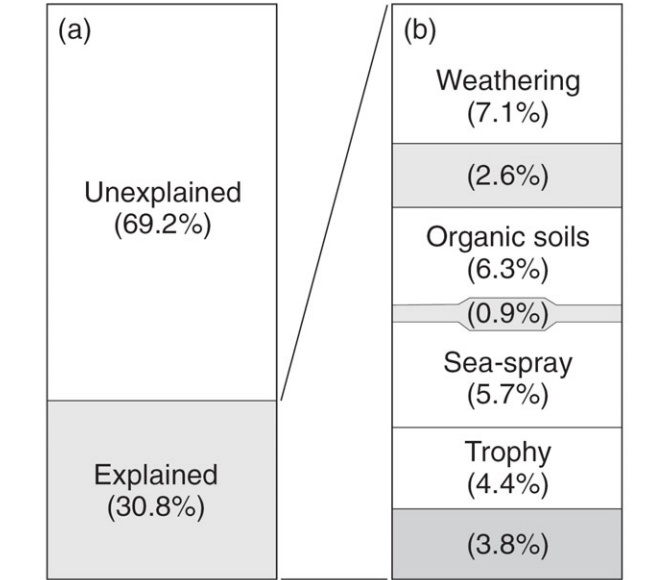 (a)
Unexplained
(69.2%)
Explained
(30.8%)
(b)
Weathering
(7.1%)
(2.6%)
Organic soils
(6.3%)
(0.9%)
Sea-spray
(5.7%)
Trophy
(4.4%)
(3.8%)